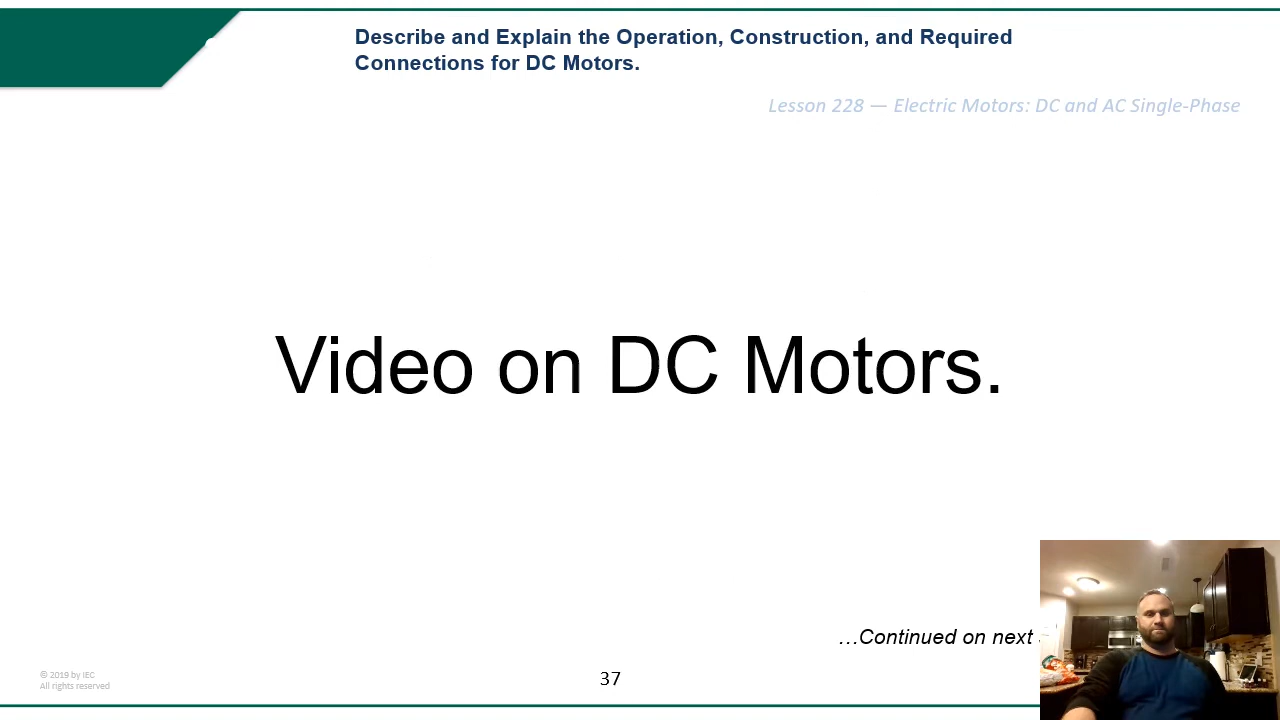 Describe and Explain the Operation, Construction, and Required
Connections for DC Motors.
Lesson 228 — Electric Motors: DC and AC Single-Phase
Video on DC Motors.
…Continued on next
© 2019 by IEC
All rights reserved
37